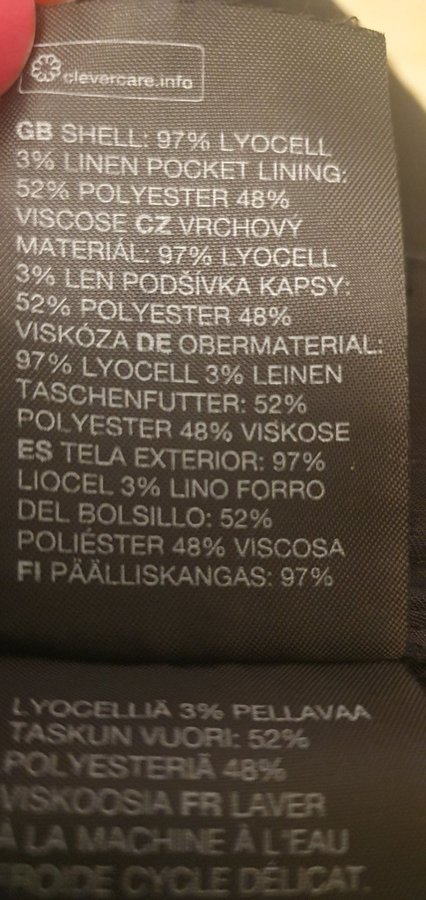 clevercare.info
GB SHELL: 97% LYOCELL
3% LINEN POCKET LINING:
52% POLYESTER 48%
VISCOSE CZ VRCHOVÝ
MATERIÁL: 97% LYOCELL
3% LEN PODŠÍVKA KAPSY:
52% POLYESTER 48%
VISKÓZA DE OBERMATERIAL:
97% LYOCELL 3% LEINEN
TASCHENFUTTER: 52%
POLYESTER 48% VISKOSE
ES TELA EXTERIOR: 97%
LIOCEL 3% LINO FORRO
DEL BOLSILLO: 52%
POLIÉSTER 48% VISCOSA
FI PÄÄLLISKANGAS: 97%
LYOCELLIÄ 3% PELLAVAA
TASKUN VUORI: 52%
POLYESTERIÄ 48%
VISKOOSIA FR LAVER
À LA MACHINE À L'EAU
FROIDE CYCLE DÉLICAT.